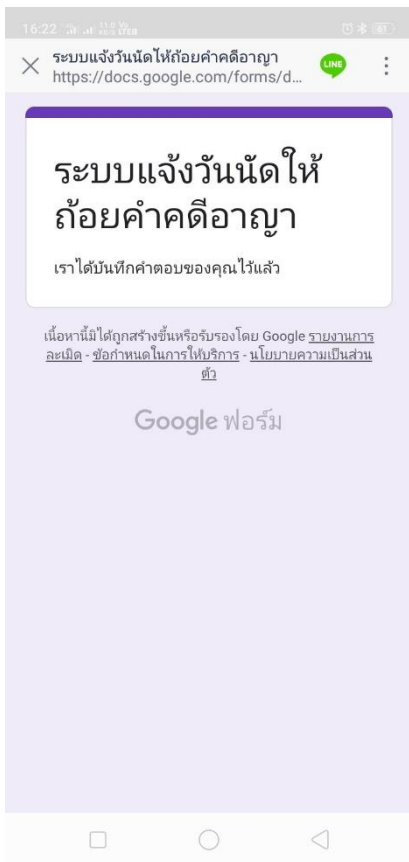 16:22
ระบบแจ้งวันนัดให้ถ้อยคำคดีอาญา
https://docs.google.com/forms/d...
LINE
ระบบแจ้งวันนัดให้
ถ้อยคำคดีอาญา
เราได้บันทึกคำตอบของคุณไว้แล้ว
เนื้อหานี้มิได้ถูกสร้างขึ้นหรือรับรองโดย Google รายงานการ
ละเมิด - ข้อกำหนดในการให้บริการ - นโยบายความเป็นส่วน
ตัว
Google ฟอร์ม